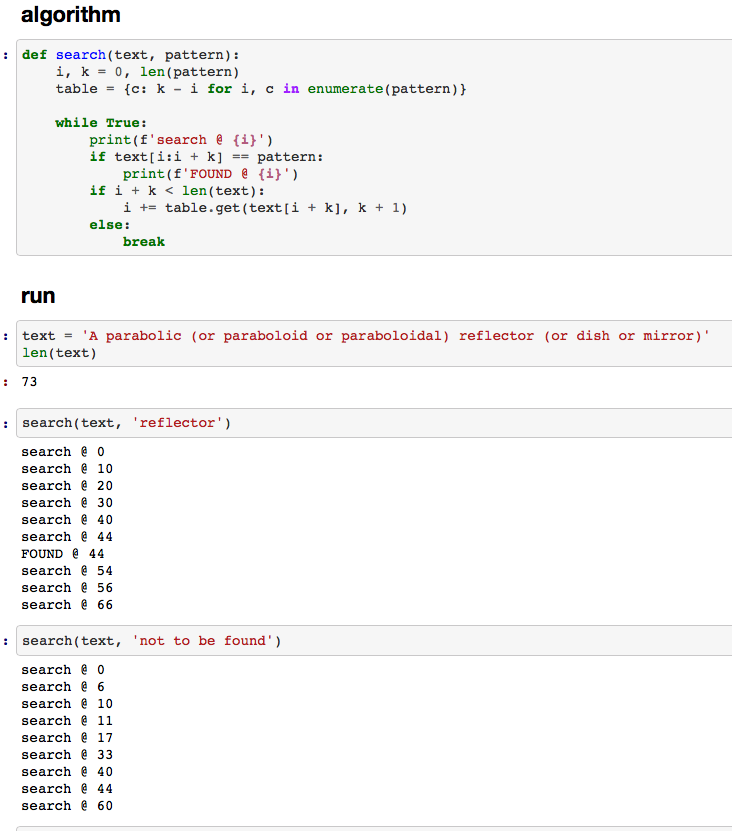 algorithm
: def search(text, pattern):
    i, k = 0, len(pattern)
    table = {c: k - i for i, c in enumerate(pattern)}
    while True:
        print(f'search @ {i}')
        if text[i:i + k] == pattern:
            print(f'FOUND @ {i}')
        if i + k < len(text):
            i += table.get(text[i + k], k + 1)
        else:
            break
run
: text = 'A parabolic (or paraboloid or paraboloidal) reflector (or dish or mirror)'
len(text)
: 73
: search(text, 'reflector')
search @ 0
search @ 10
search @ 20
search @ 30
search @ 40
search @ 44
FOUND @ 44
search @ 54
search @ 56
search @ 66
: search(text, 'not to be found')
search @ 0
search @ 6
search @ 10
search @ 11
search @ 17
search @ 33
search @ 40
search @ 44
search @ 60